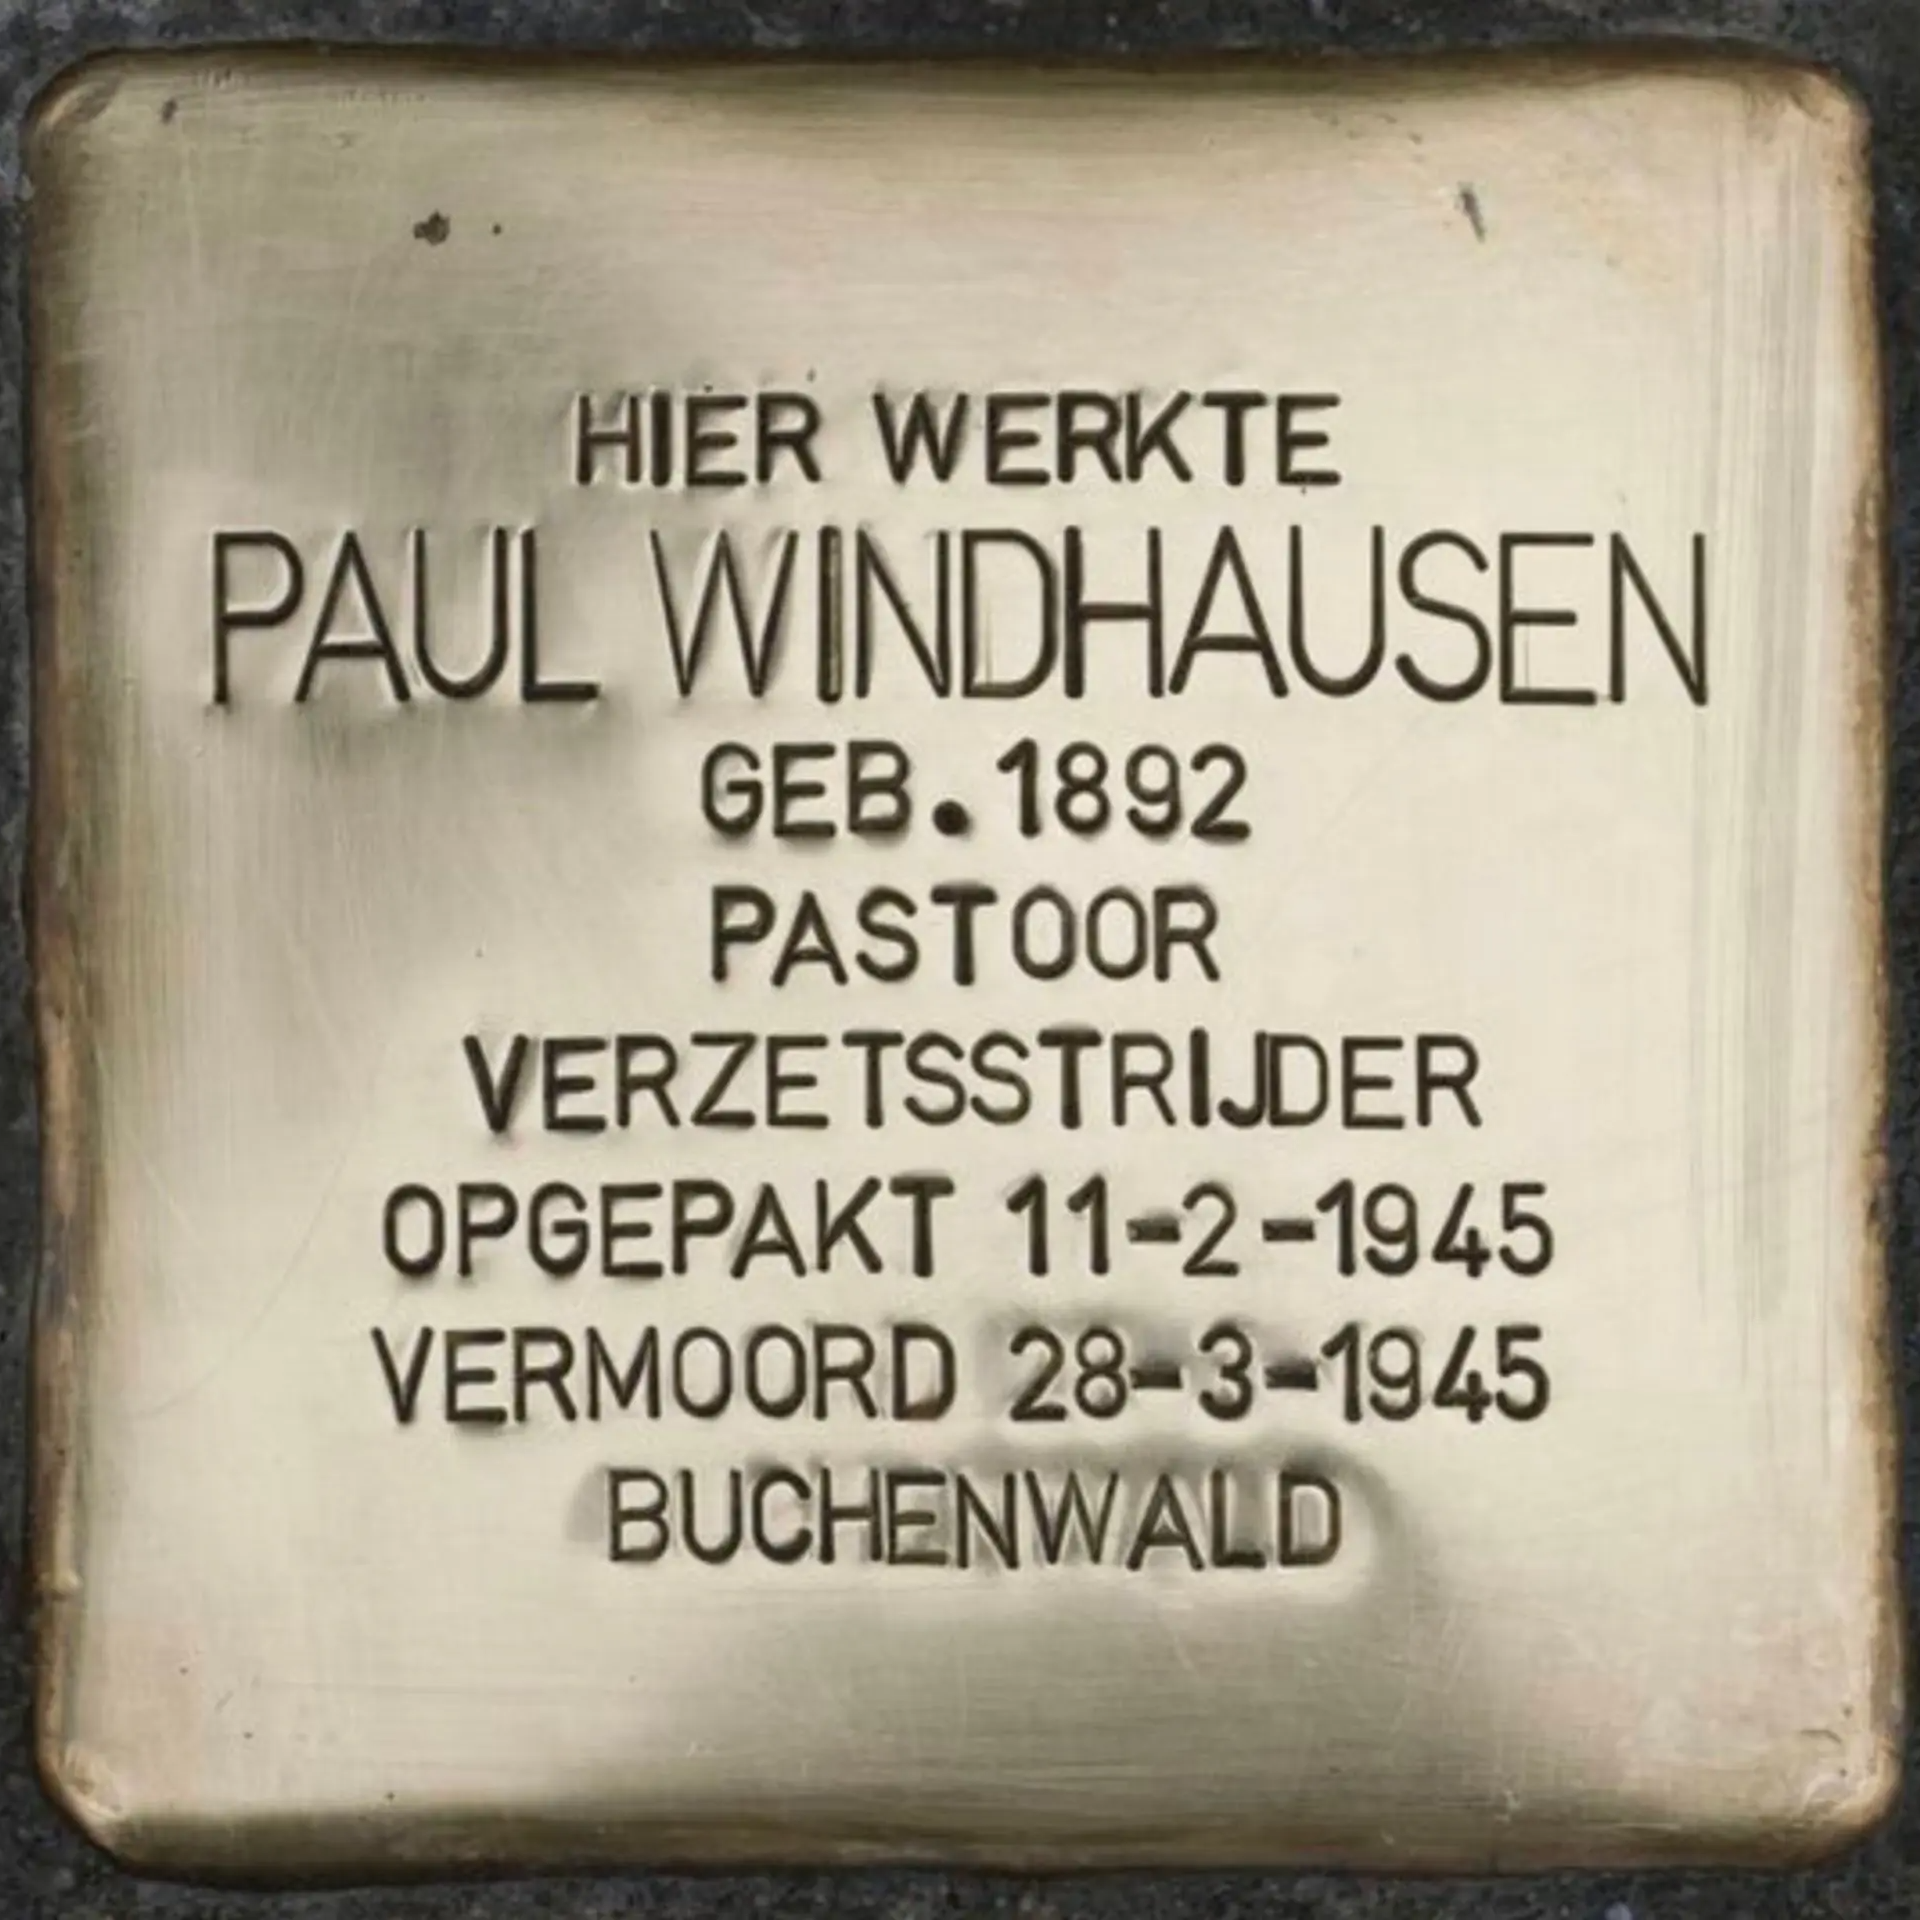 HIER WERKTE
PAUL WINDHAUSEN
GEB.1892
PASTOOR
VERZETSSTRIJDER
OPGEPAKT 11-2-1945
VERMOORD 28-3-1945
BUCHENWALD